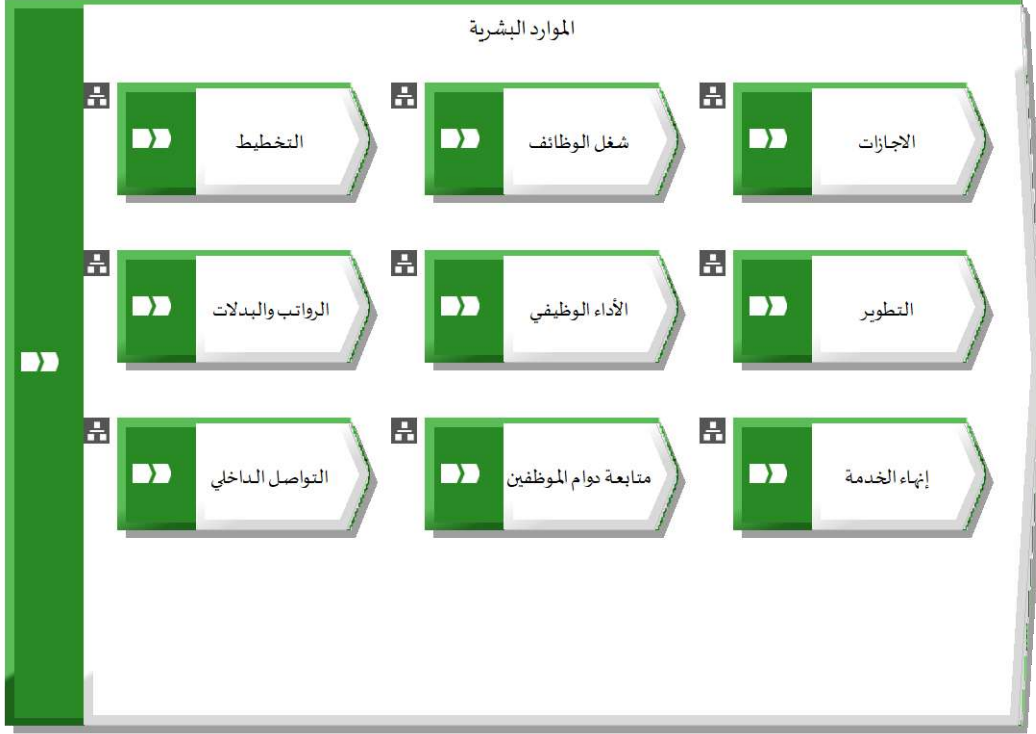 الموارد البشرية
الاجازات
شغل الوظائف
التخطيط
التطوير
الأداء الوظيفي
الرواتب والبدلات
إنهاء الخدمة
متابعة دوام الموظفين
التواصل الداخلي